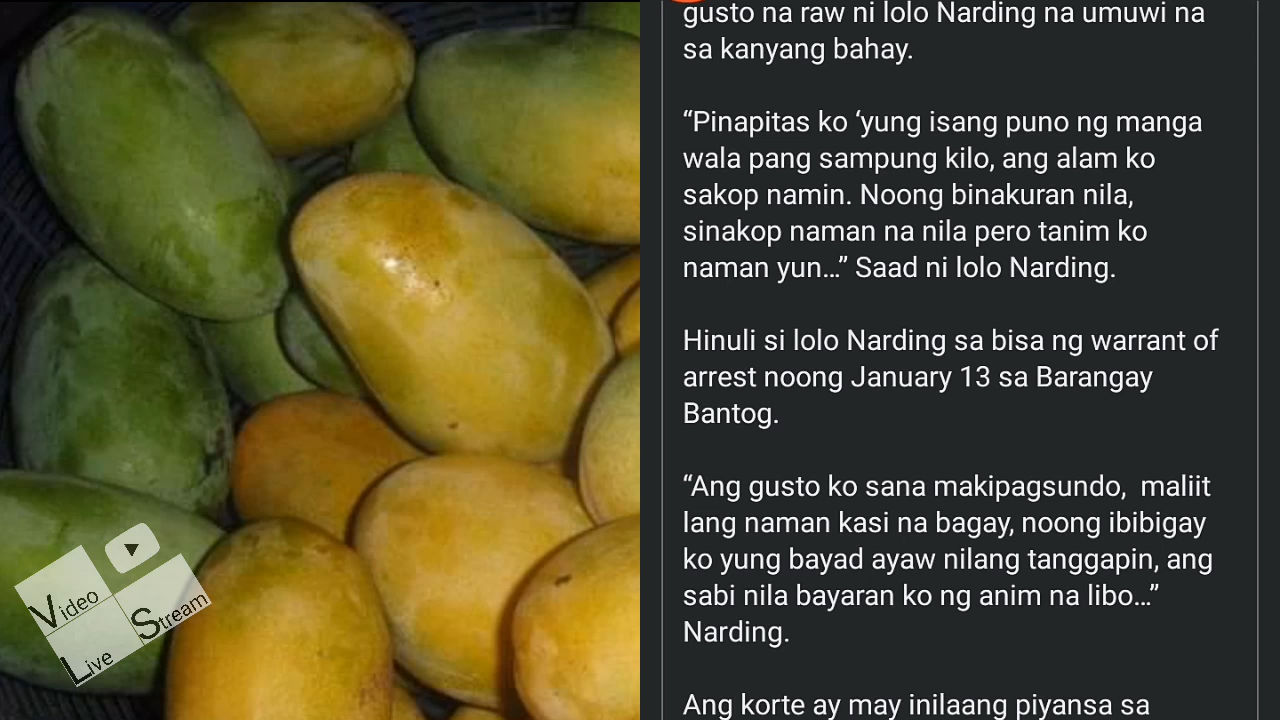 Video
Live
Stream
gusto na raw ni lolo Narding na umuwi na
sa kanyang bahay.
“Pinapitas ko ‘yung isang puno ng manga
wala pang sampung kilo, ang alam ko
sakop namin. Noong binakuran nila,
sinakop naman na nila pero tanim ko
naman yun…” Saad ni lolo Narding.
Hinuli si lolo Narding sa bisa ng warrant of
arrest noong January 13 sa Barangay
Bantog.
“Ang gusto ko sana makipagsundo,  maliit
lang naman kasi na bagay, noong ibibigay
ko yung bayad ayaw nilang tanggapin, ang
sabi nila bayaran ko ng anim na libo…”
Narding.
Ang korte ay may inilaang piyansa sa